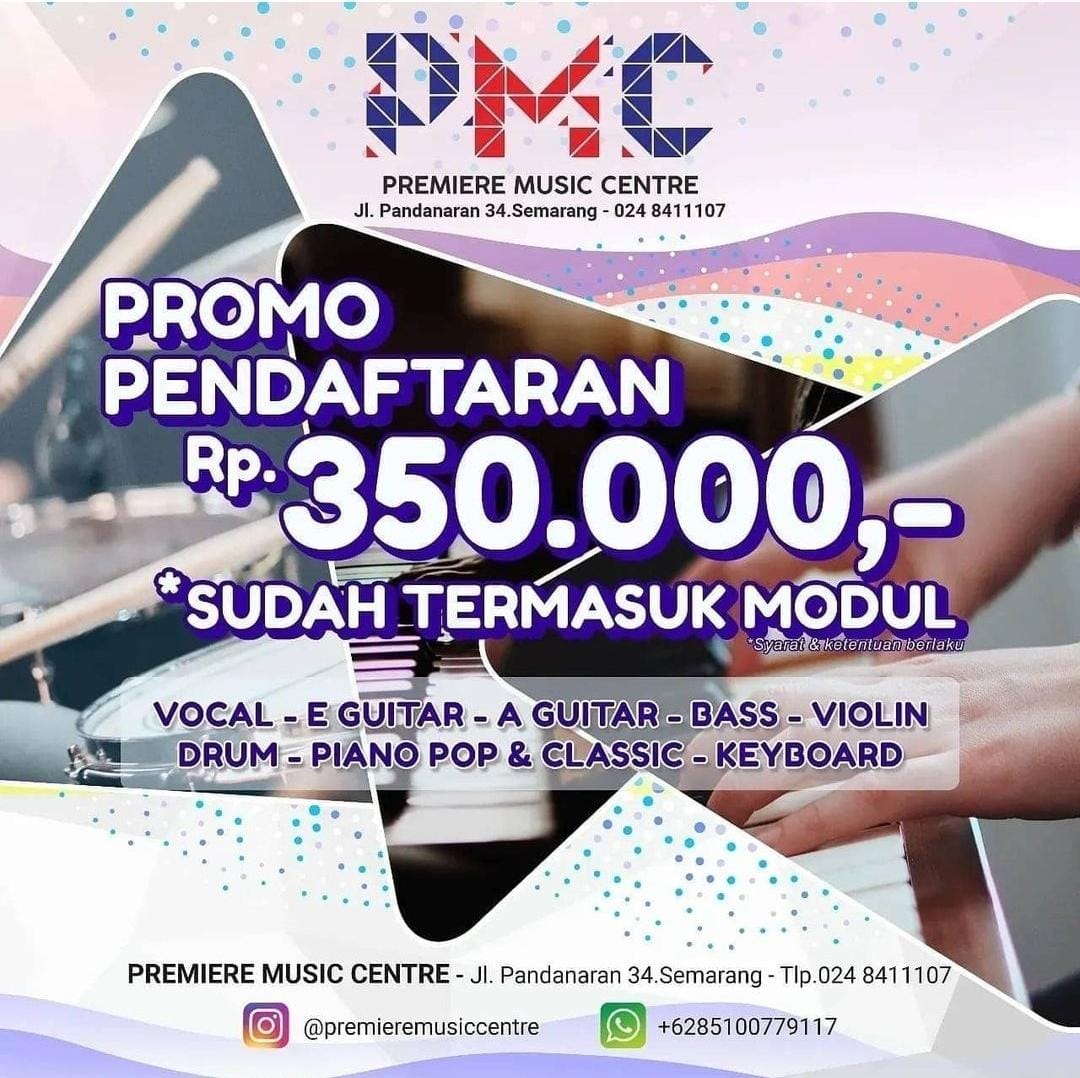 PMC
PREMIERE MUSIC CENTRE
Jl. Pandanaran 34.Semarang - 024 8411107
PROMO
PENDAFTARAN
Rp. 350.000,-
*SUDAH TERMASUK MODUL
*Syarat & ketentuan berlaku
VOCAL - E GUITAR - A GUITAR - BASS - VIOLIN
DRUM - PIANO POP & CLASSIC - KEYBOARD
PREMIERE MUSIC CENTRE - Jl. Pandanaran 34.Semarang - Tlp.024 8411107
@premieremusiccentre +6285100779117